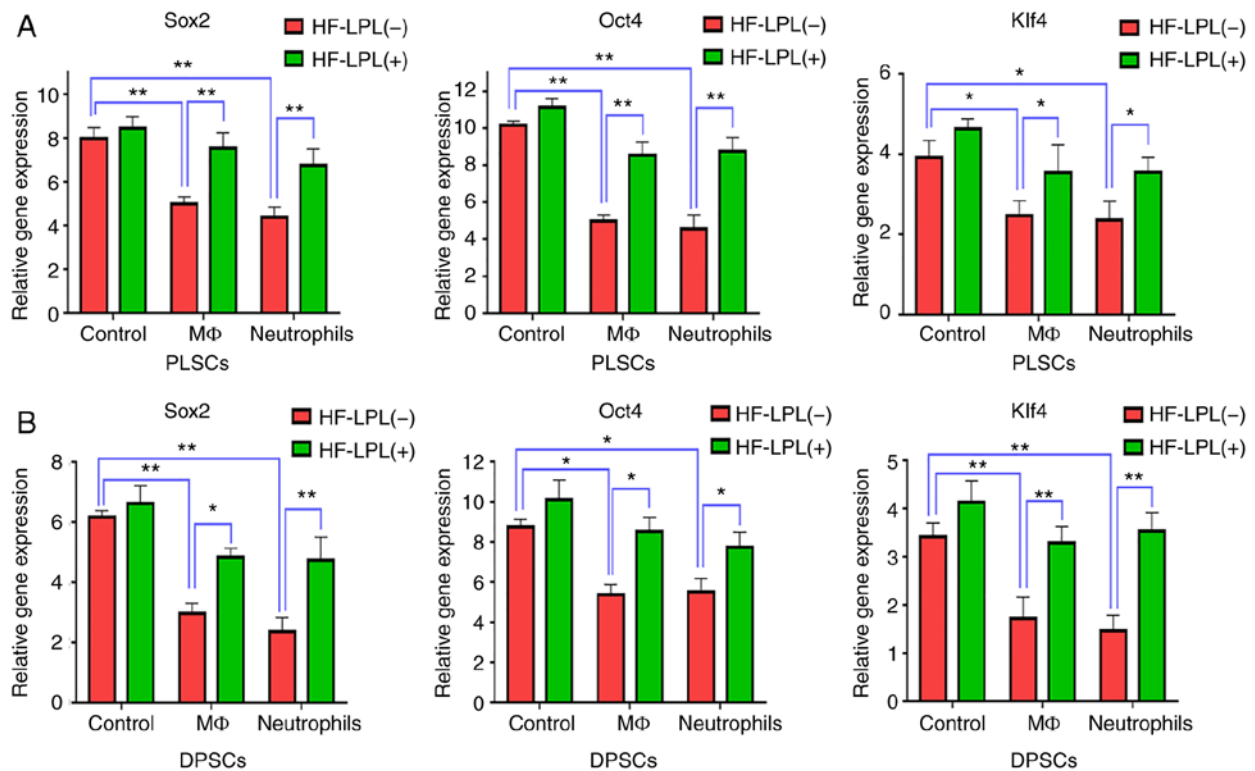 A
Sox2
HF-LPL(−)
HF-LPL(+)
Relative gene expression
10
8
6
4
2
0
**
**
**
**
Control
MΦ
Neutrophils
PLSCs
Oct4
HF-LPL(−)
HF-LPL(+)
Relative gene expression
12
10
8
6
4
2
0
**
**
**
**
Control
MΦ
Neutrophils
PLSCs
Klf4
HF-LPL(−)
HF-LPL(+)
Relative gene expression
6
4
2
0
*
*
*
*
Control
MΦ
Neutrophils
PLSCs
B
Sox2
HF-LPL(−)
HF-LPL(+)
Relative gene expression
8
6
4
2
0
**
**
*
**
Control
MΦ
Neutrophils
DPSCs
Oct4
HF-LPL(−)
HF-LPL(+)
Relative gene expression
12
10
8
6
4
2
0
*
*
*
*
Control
MΦ
Neutrophils
DPSCs
Klf4
HF-LPL(−)
HF-LPL(+)
Relative gene expression
5
4
3
2
1
0
**
**
**
**
Control
MΦ
Neutrophils
DPSCs